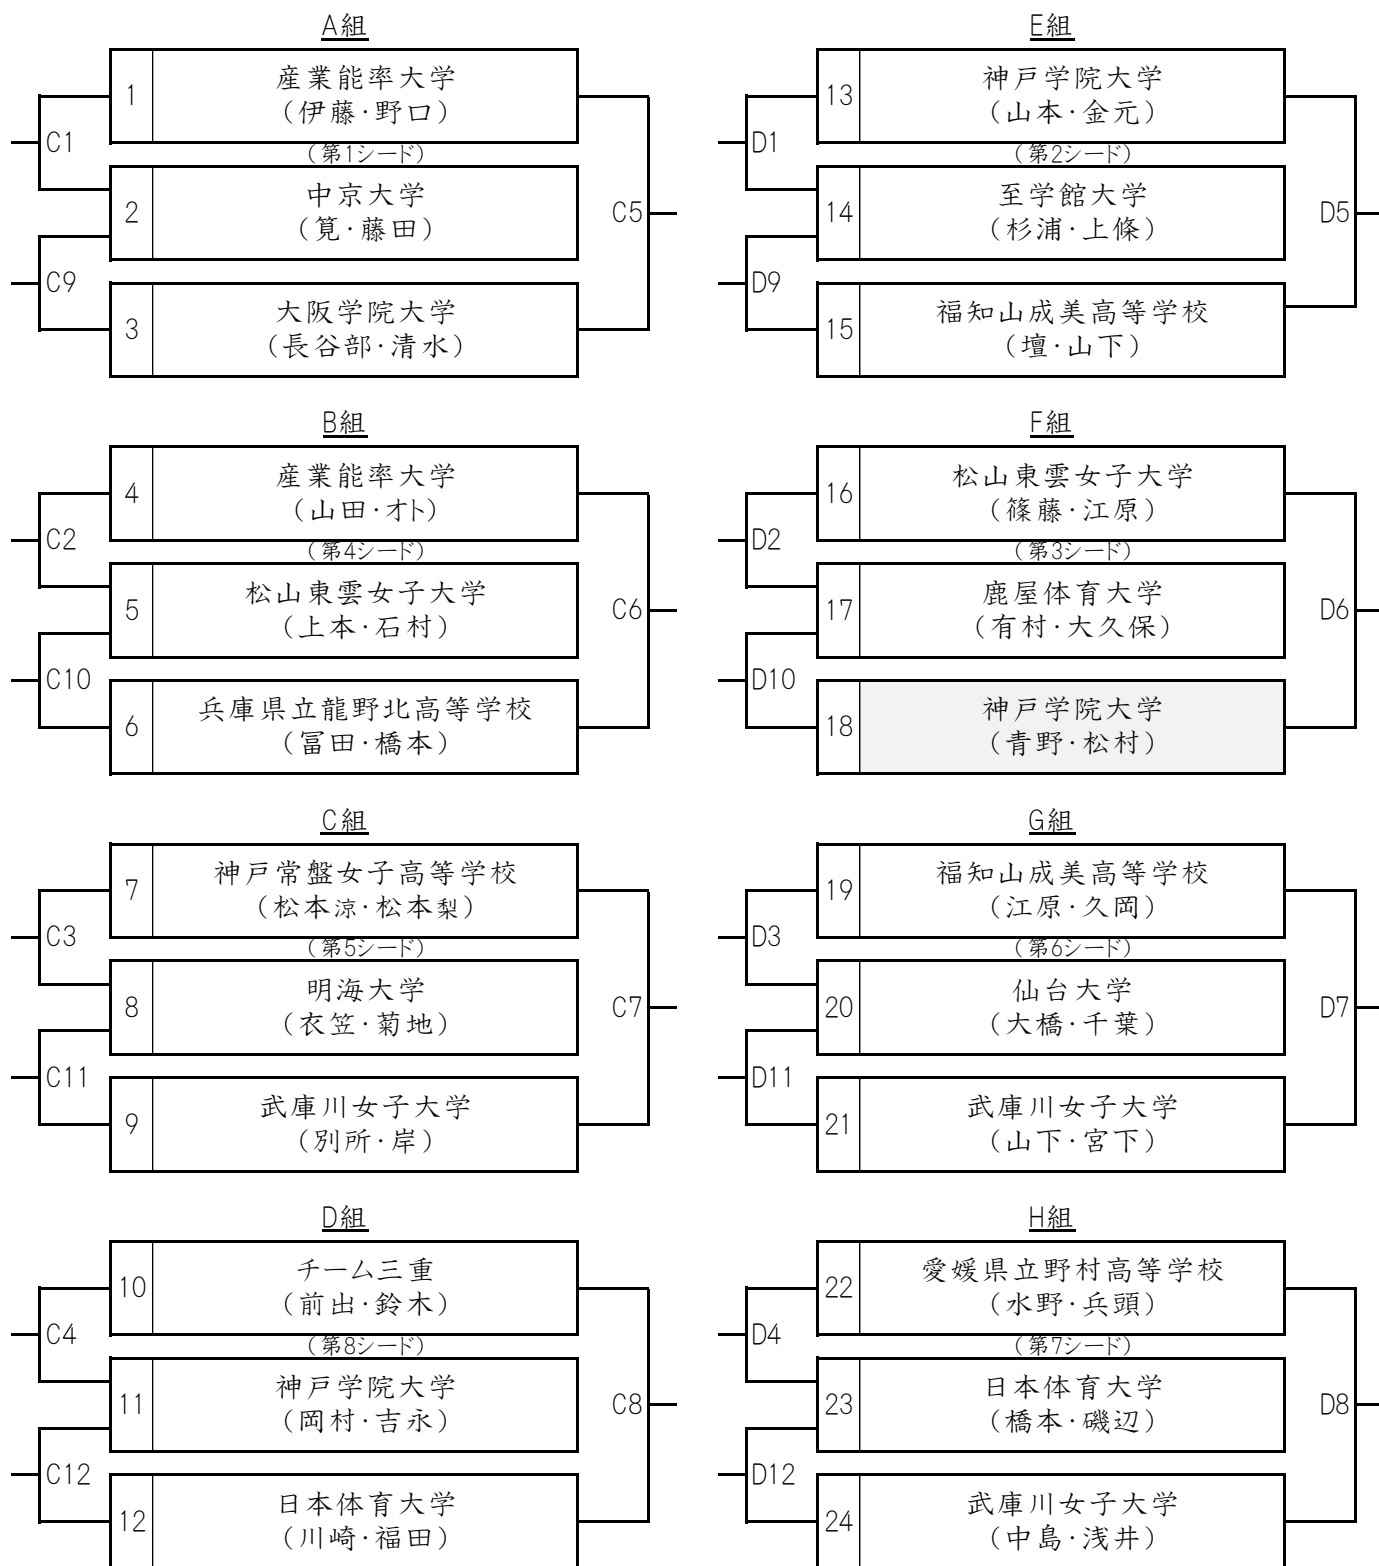 A組
1
産業能率大学
(伊藤･野口)
(第1シード)
C1
2
中京大学
(筧･藤田)
C5
C9
3
大阪学院大学
(長谷部･清水)
B組
4
産業能率大学
(山田･オト)
(第4シード)
C2
5
松山東雲女子大学
(上本･石村)
C6
C10
6
兵庫県立龍野北高等学校
(冨田･橋本)
C組
7
神戸常盤女子高等学校
(松本涼･松本梨)
(第5シード)
C3
8
明海大学
(衣笠･菊地)
C7
C11
9
武庫川女子大学
(別所･岸)
D組
10
チーム三重
(前出･鈴木)
(第8シード)
C4
11
神戸学院大学
(岡村･吉永)
C8
C12
12
日本体育大学
(川崎･福田)
E組
13
神戸学院大学
(山本･金元)
(第2シード)
D1
14
至学館大学
(杉浦･上條)
D5
D9
15
福知山成美高等学校
(壇･山下)
F組
16
松山東雲女子大学
(篠藤･江原)
(第3シード)
D2
17
鹿屋体育大学
(有村･大久保)
D6
D10
18
神戸学院大学
(青野･松村)
G組
19
福知山成美高等学校
(江原･久岡)
(第6シード)
D3
20
仙台大学
(大橋･千葉)
D7
D11
21
武庫川女子大学
(山下･宮下)
H組
22
愛媛県立野村高等学校
(水野･兵頭)
(第7シード)
D4
23
日本体育大学
(橋本･磯辺)
D8
D12
24
武庫川女子大学
(中島･浅井)